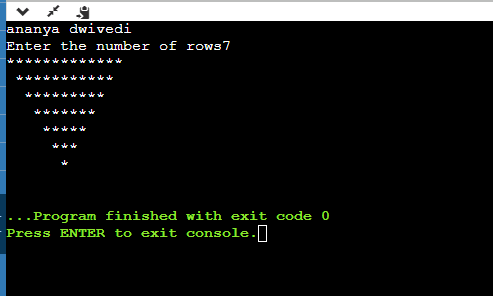 ananya dwivedi
Enter the number of rows7
*************
 ***********
  *********
   *******
    *****
     ***
      *
...Program finished with exit code 0
Press ENTER to exit console.